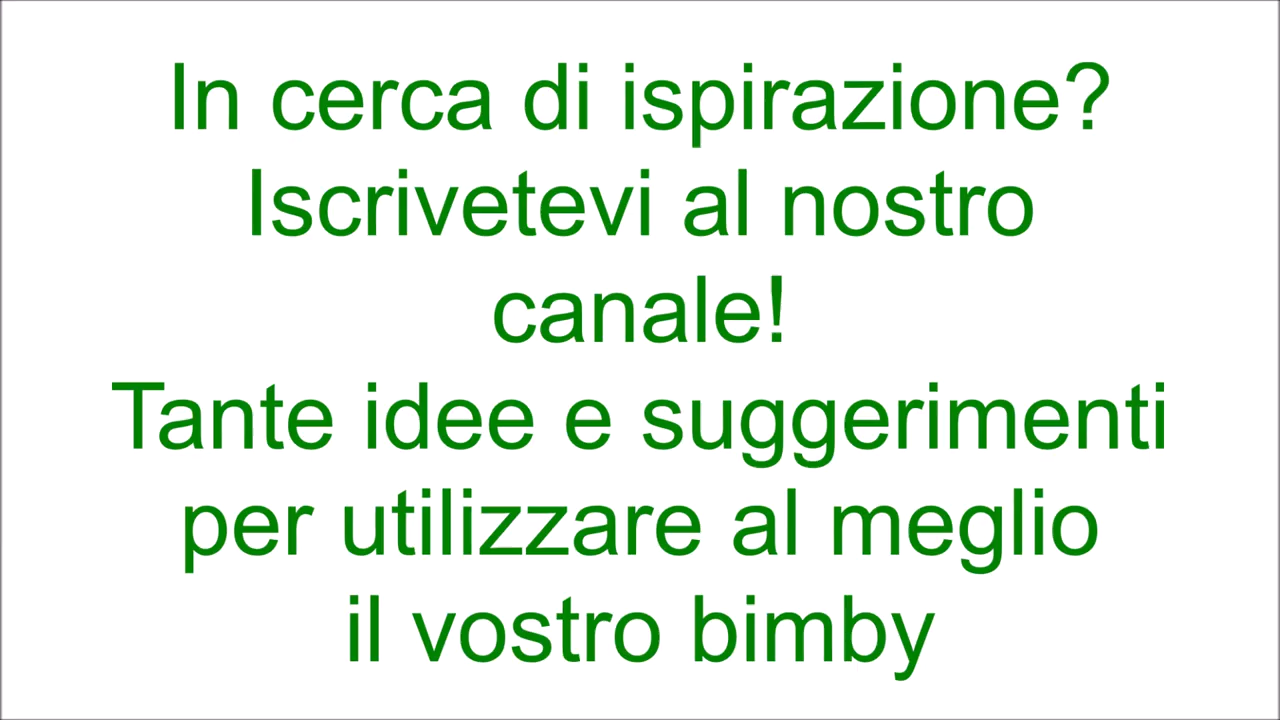 In cerca di ispirazione?
Iscrivetevi al nostro
canale!
Tante idee e suggerimenti
per utilizzare al meglio
il vostro bimby